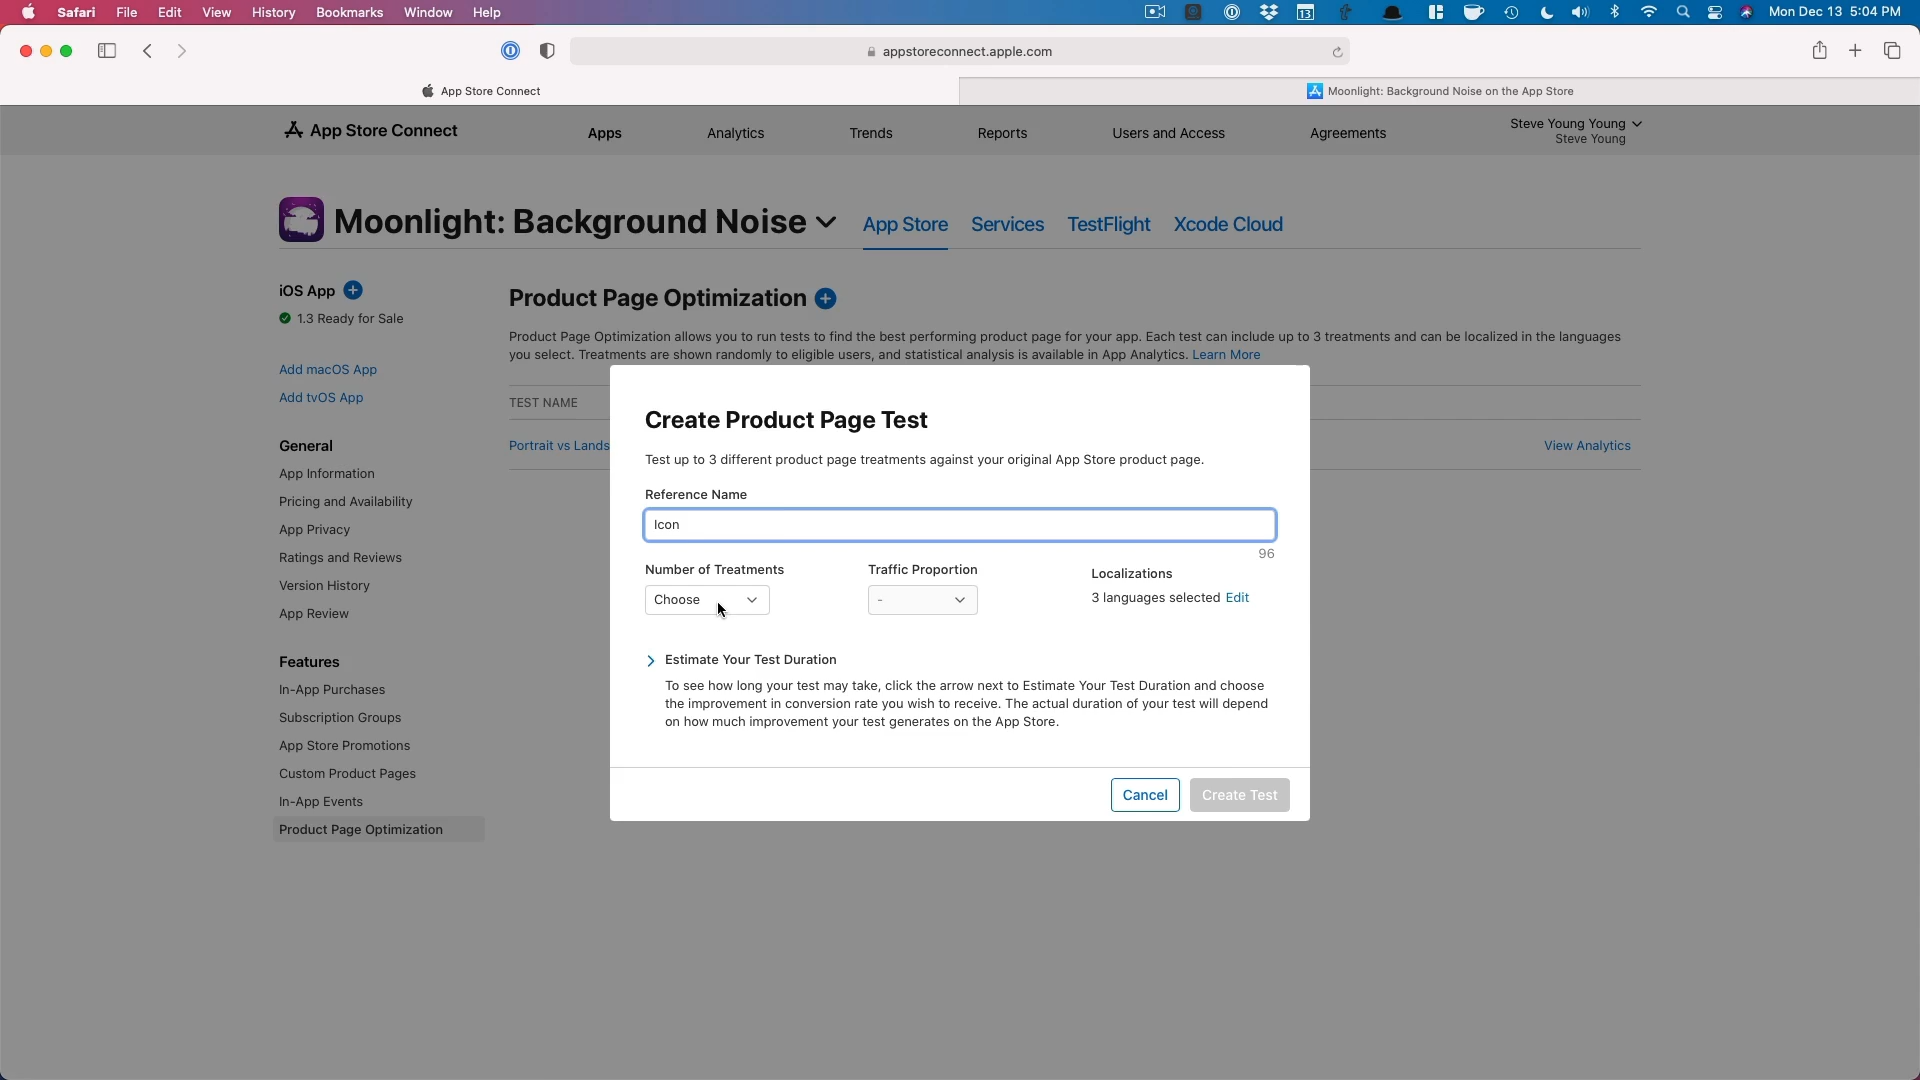 Safari File Edit View History Bookmarks Window Help
13
Mon Dec 13 5:04 PM
appstoreconnect.apple.com
App Store Connect
Moonlight: Background Noise on the App Store
App Store Connect
Apps
Analytics
Trends
Reports
Users and Access
Agreements
Steve Young Young
Steve Young
Moonlight: Background Noise
App Store
Services
TestFlight
Xcode Cloud
iOS App
1.3 Ready for Sale
Add macOS App
Add tvOS App
General
App Information
Pricing and Availability
App Privacy
Ratings and Reviews
Version History
App Review
Features
In-App Purchases
Subscription Groups
App Store Promotions
Custom Product Pages
In-App Events
Product Page Optimization
Product Page Optimization
Product Page Optimization allows you to run tests to find the best performing product page for your app. Each test can include up to 3 treatments and can be localized in the languages
you select. Treatments are shown randomly to eligible users, and statistical analysis is available in App Analytics. Learn More
TEST NAME
Portrait vs Lands
View Analytics
Create Product Page Test
Test up to 3 different product page treatments against your original App Store product page.
Reference Name
Icon
96
Number of Treatments
Choose
Traffic Proportion
-
Localizations
3 languages selected Edit
Estimate Your Test Duration
To see how long your test may take, click the arrow next to Estimate Your Test Duration and choose
the improvement in conversion rate you wish to receive. The actual duration of your test will depend
on how much improvement your test generates on the App Store.
Cancel
Create Test